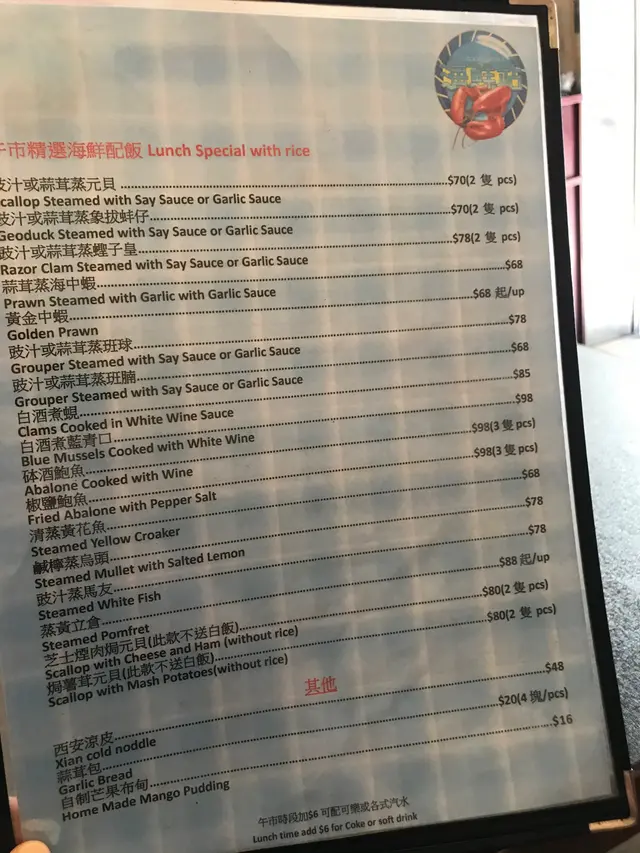 午市精選海鮮配飯 Lunch Special with rice
豉汁或蒜茸蒸元貝 ........ $70(2 隻 pcs)
Scallop Steamed with Say Sauce or Garlic Sauce
豉汁或蒜茸蒸象拔蚌仔 ........ $70(2 隻 pcs)
Geoduck Steamed with Say Sauce or Garlic Sauce
豉汁或蒜茸蒸蟶子皇 ........ $78(2 隻 pcs)
Razor Clam Steamed with Say Sauce or Garlic Sauce
蒜茸蒸海中蝦 ........ $68
Prawn Steamed with Garlic with Garlic Sauce
黃金中蝦 ........ $68 起/up
Golden Prawn
豉汁或蒜茸蒸班球 ........ $78
Grouper Steamed with Say Sauce or Garlic Sauce
豉汁或蒜茸蒸班腩 ........ $68
Grouper Steamed with Say Sauce or Garlic Sauce
白酒煮蜆 ........ $85
Clams Cooked in White Wine Sauce
白酒煮藍青口 ........ $98
Blue Mussels Cooked with White Wine
砵酒鮑魚 ........ $98(3 隻 pcs)
Abalone Cooked with Wine
椒鹽鮑魚 ........ $98(3 隻 pcs)
Fried Abalone with Pepper Salt
清蒸黃花魚 ........ $68
Steamed Yellow Croaker
鹹檸蒸烏頭 ........ $78
Steamed Mullet with Salted Lemon
豉汁蒸馬友 ........ $78
Steamed White Fish
蒸黃立倉 ........ $88 起/up
Steamed Pomfret
芝士煙肉焗元貝(此款不送白飯) ........ $80(2 隻 pcs)
Scallop with Cheese and Ham (without rice)
焗薯茸元貝(此款不送白飯) ........ $80(2 隻 pcs)
Scallop with Mash Potatoes(without rice)
其他
西安涼皮 ........ $48
Xian cold noddle
蒜茸包 ........ $20(4 塊/pcs)
Garlic Bread
自制芒果布甸 ........ $16
Home Made Mango Pudding
午市時段加$6 可配可樂或各式汽水
Lunch time add $6 for Coke or soft drink